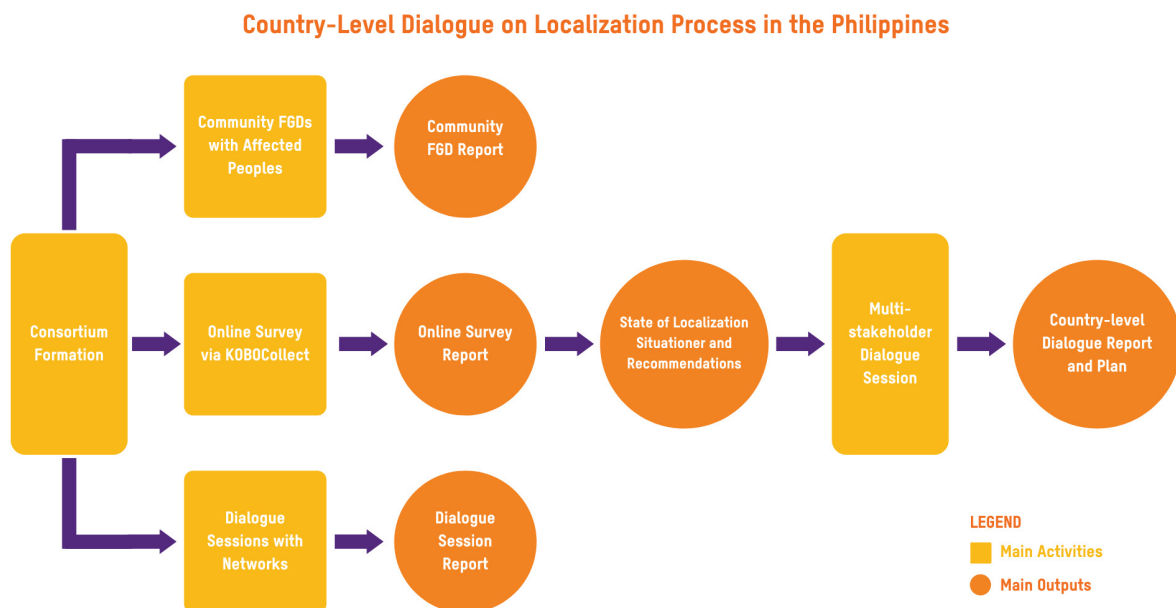 Country-Level Dialogue on Localization Process in the Philippines
Community FGDs
with Affected
Peoples
Community
FGD Report
Consortium
Formation
Online Survey
via KOBOCollect
Online Survey
Report
State of Localization
Situationer and
Recommendations
Multi-
stakeholder
Dialogue
Session
Country-level
Dialogue Report
and Plan
Dialogue
Sessions with
Networks
Dialogue
Session
Report
LEGEND
Main Activities
Main Outputs